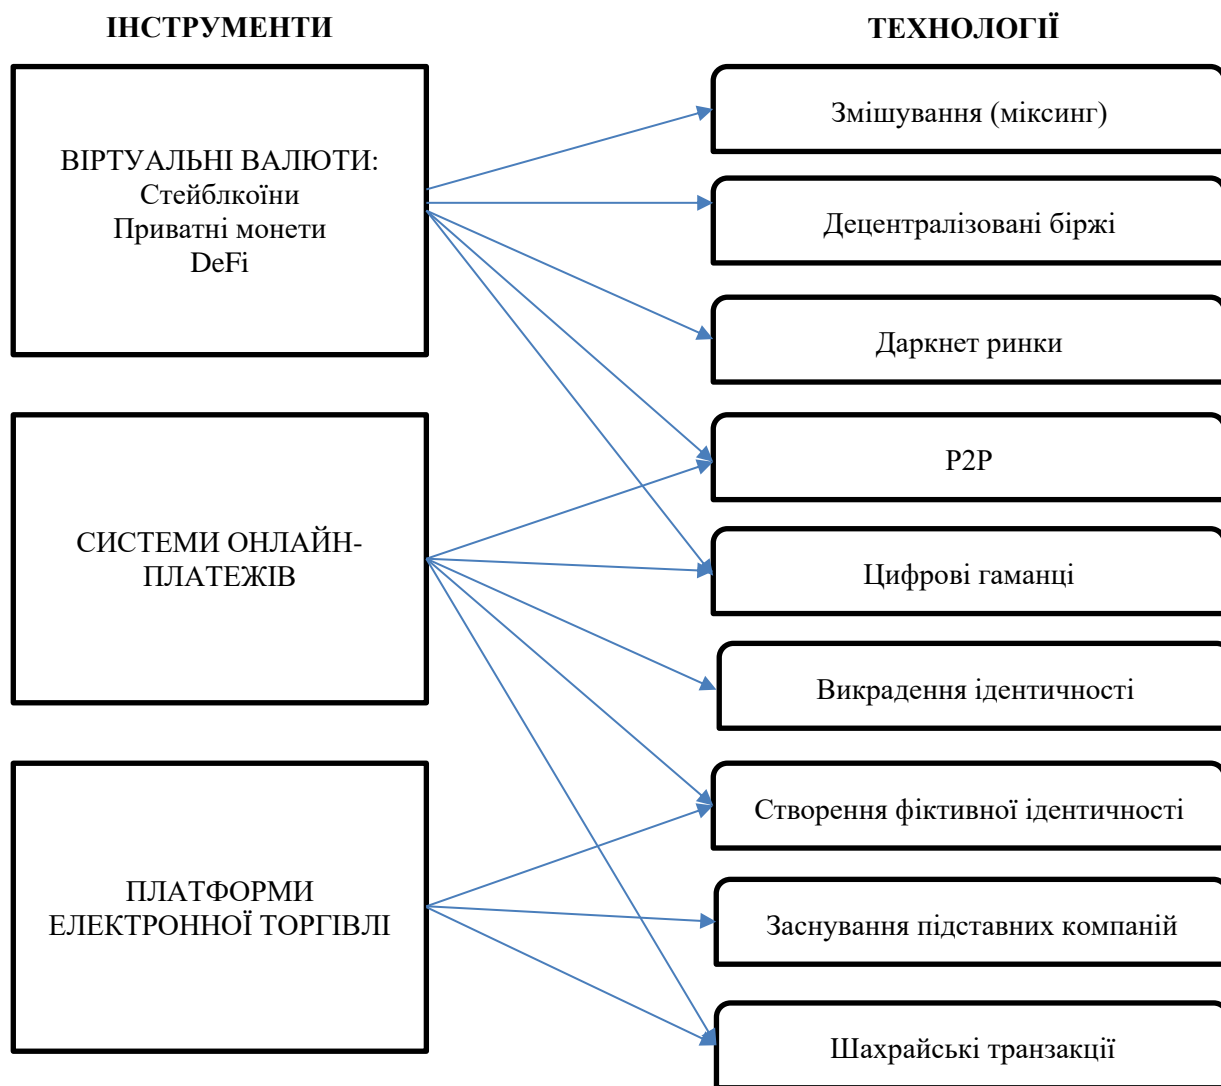 ІНСТРУМЕНТИ
ТЕХНОЛОГІЇ
ВІРТУАЛЬНІ ВАЛЮТИ:
Стейблкоїни
Приватні монети
DeFi
СИСТЕМИ ОНЛАЙН-
ПЛАТЕЖІВ
ПЛАТФОРМИ
ЕЛЕКТРОННОЇ ТОРГІВЛІ
Змішування (міксинг)
Децентралізовані біржі
Даркнет ринки
P2P
Цифрові гаманці
Викрадення ідентичності
Створення фіктивної ідентичності
Заснування підставних компаній
Шахрайські транзакції